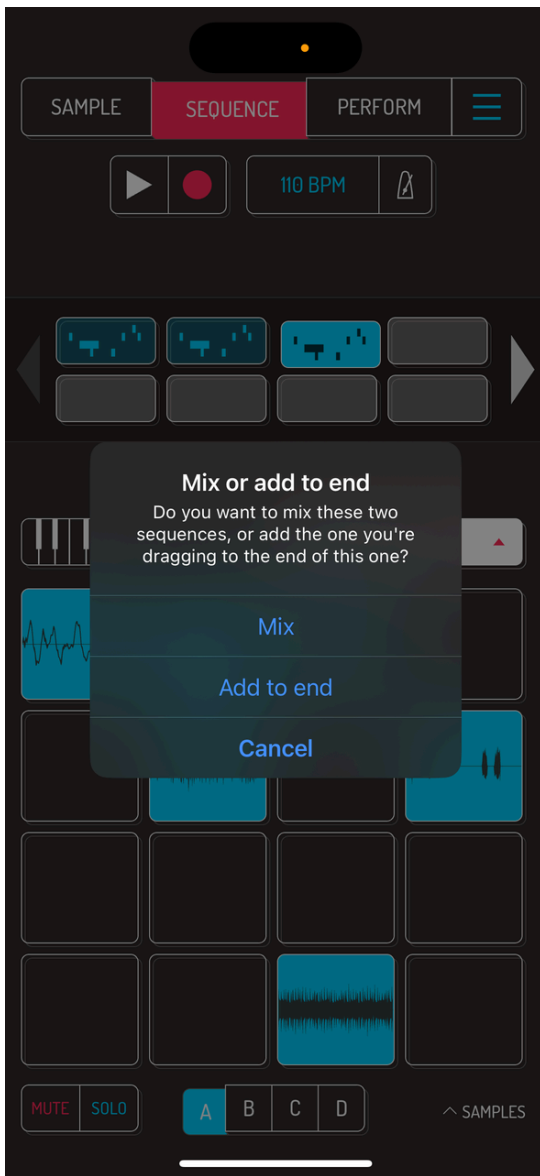 SAMPLE SEQUENCE PERFORM
110 BPM
Mix or add to end
Do you want to mix these two
sequences, or add the one you're
dragging to the end of this one?
Mix
Add to end
Cancel
MUTE SOLO A B C D SAMPLES